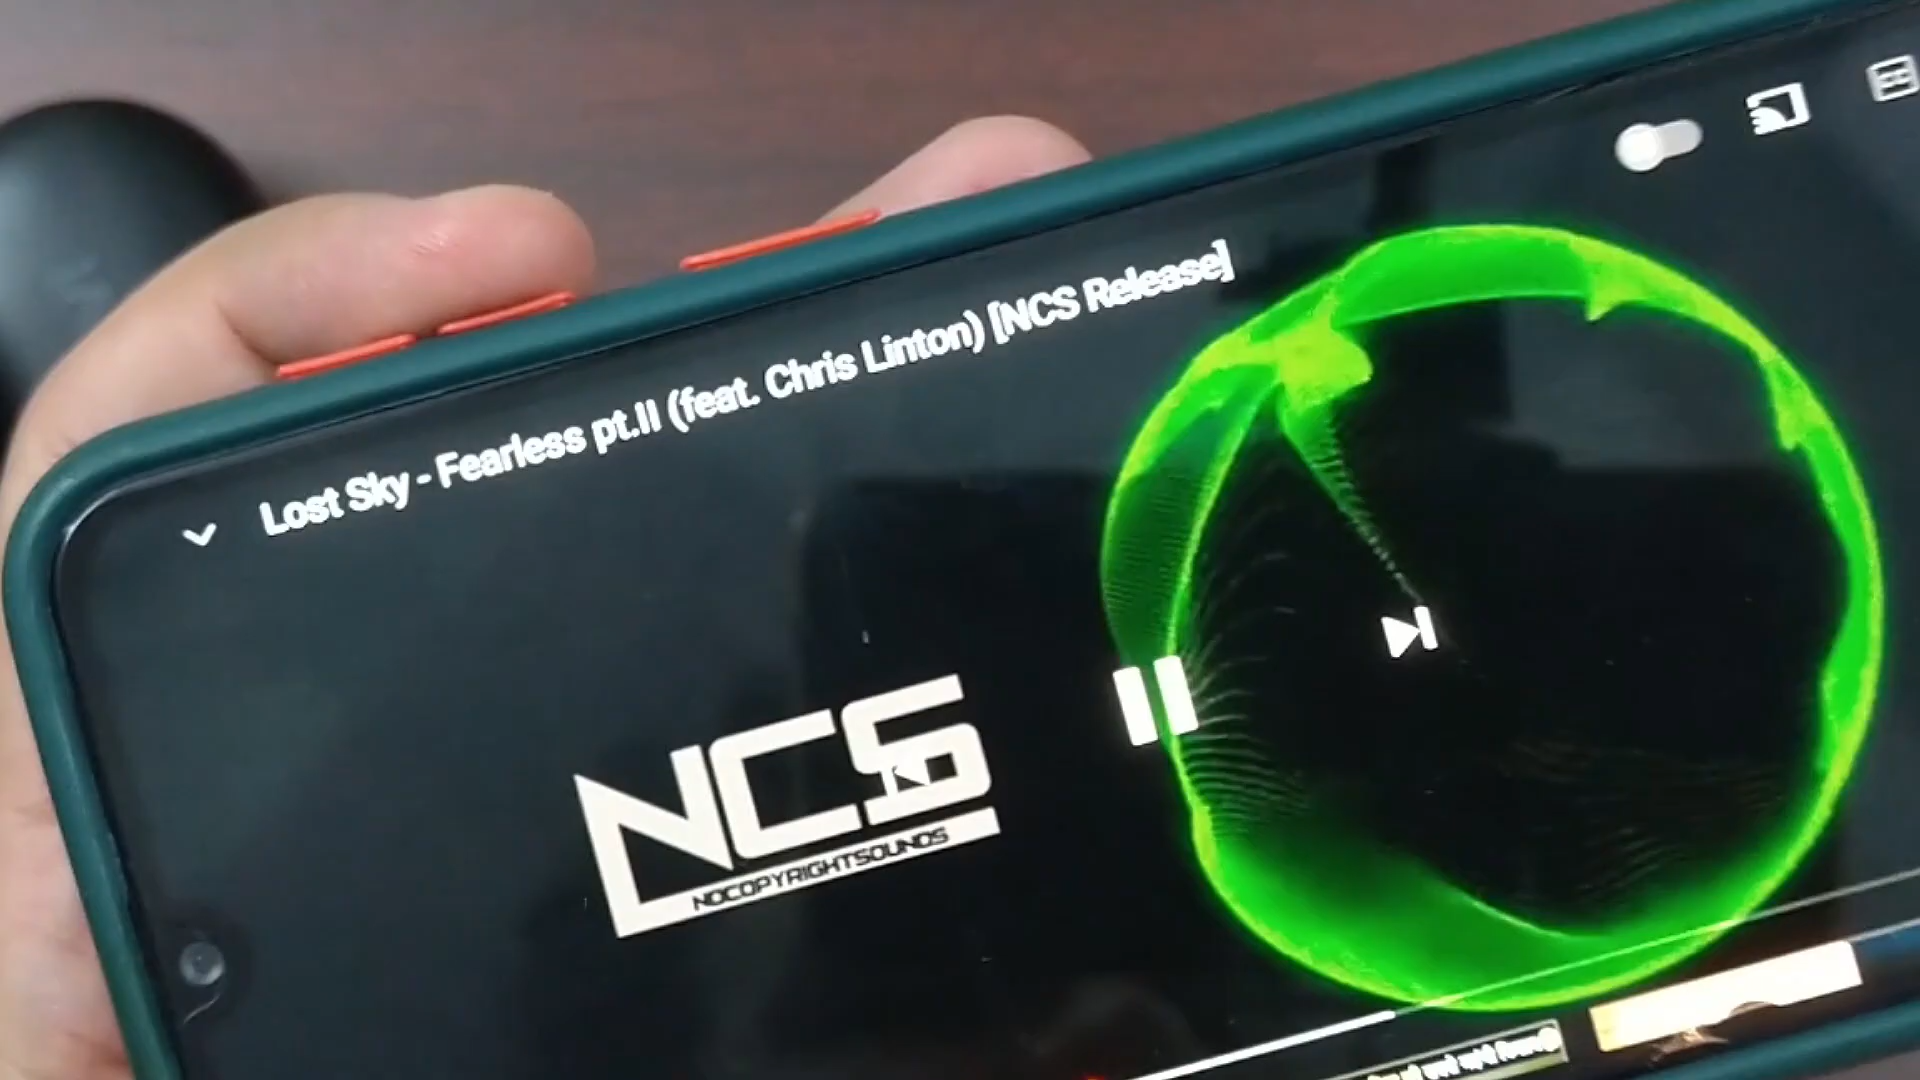 Lost Sky - Fearless pt.II (feat. Chris Linton) [NCS Release]
NCS
NOCOPYRIGHTSOUNDS